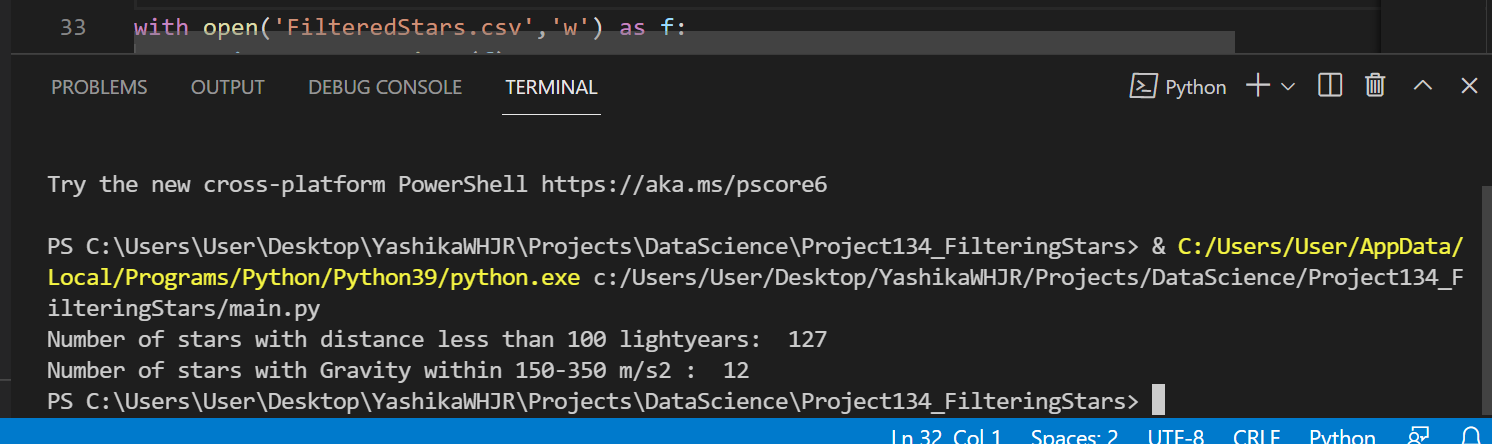 33 with open('FilteredStars.csv','w') as f:
PROBLEMS OUTPUT DEBUG CONSOLE TERMINAL Python
Try the new cross-platform PowerShell https://aka.ms/pscore6
PS C:\Users\User\Desktop\YashikaWHJR\Projects\DataScience\Project134_FilteringStars> & C:/Users/User/AppData/
Local/Programs/Python/Python39/python.exe c:/Users/User/Desktop/YashikaWHJR/Projects/DataScience/Project134_F
ilteringStars/main.py
Number of stars with distance less than 100 lightyears:  127
Number of stars with Gravity within 150-350 m/s2 :  12
PS C:\Users\User\Desktop\YashikaWHJR\Projects\DataScience\Project134_FilteringStars>
Ln 32, Col 1 Spaces: 2 UTF-8 CRLF Python